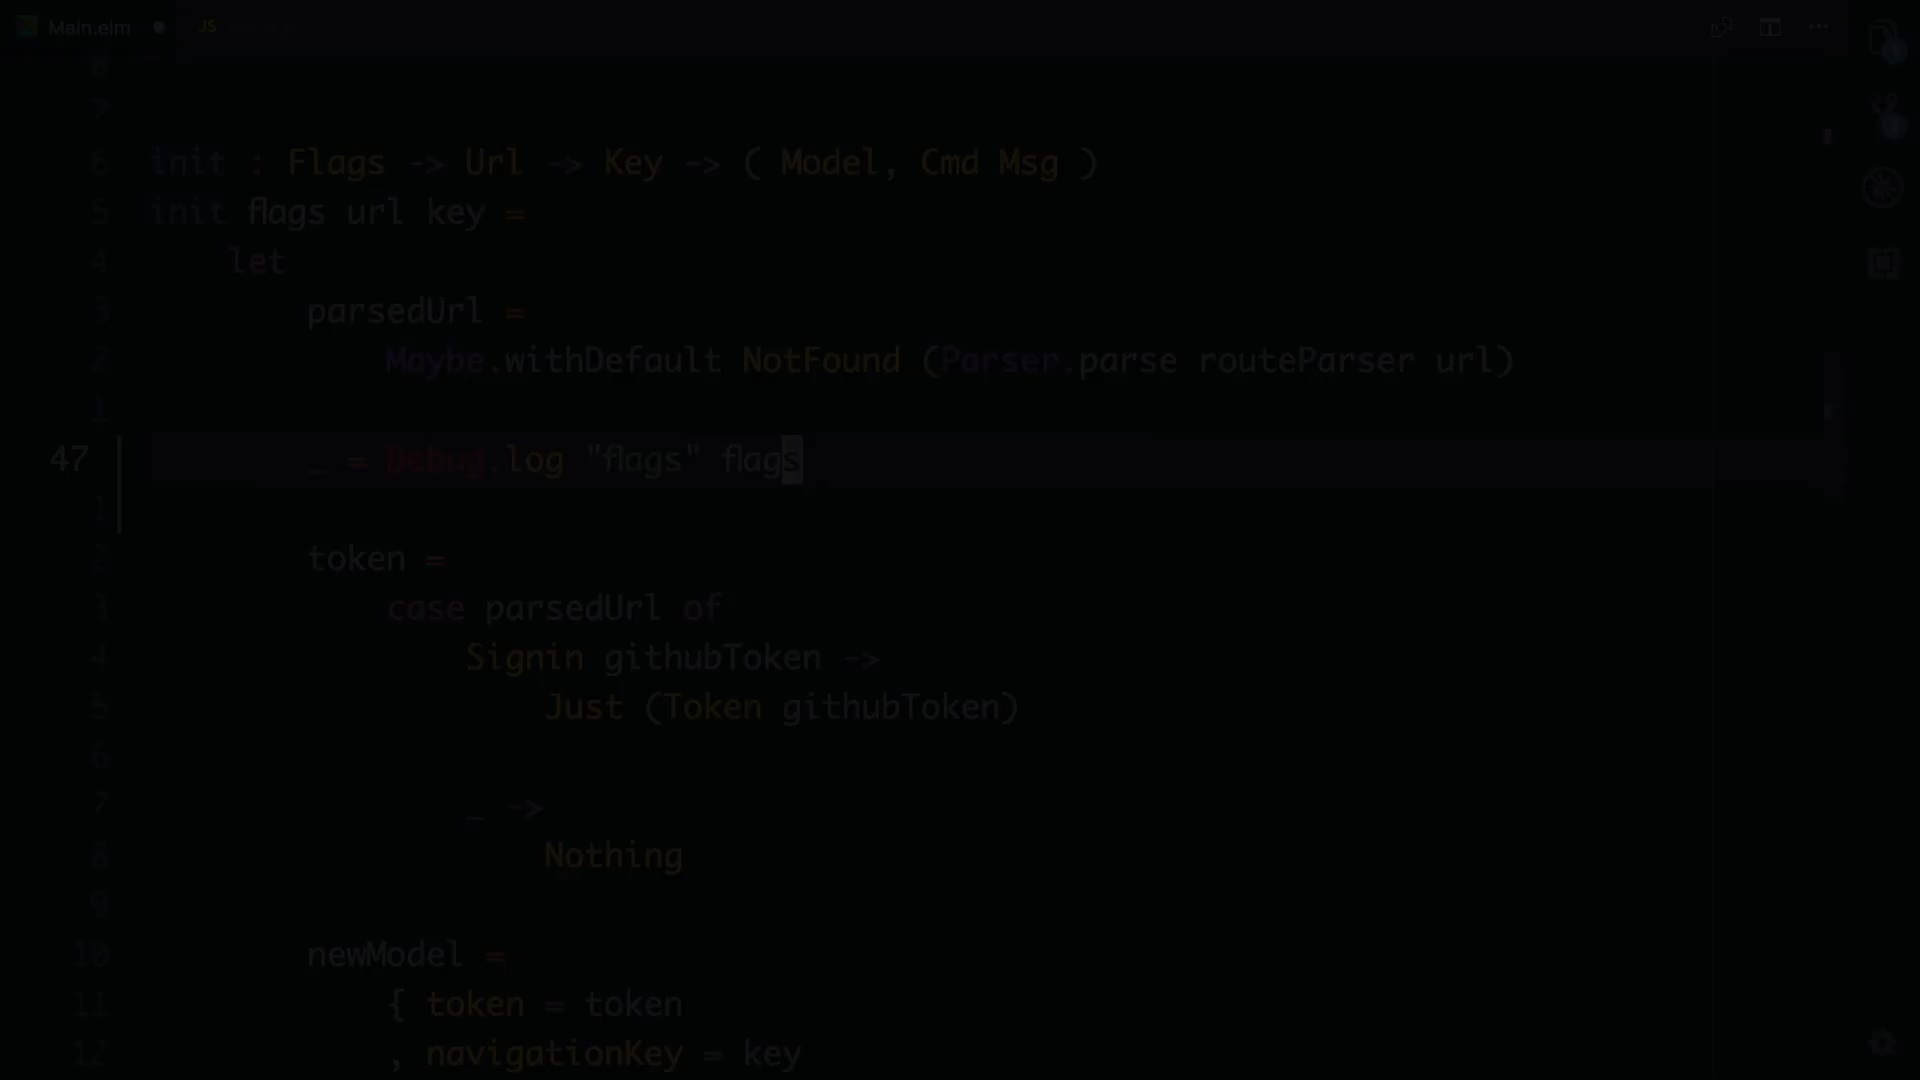 Main.elm JS
8
7
6 init : Flags -> Url -> Key -> ( Model, Cmd Msg )
5 init flags url key =
4 let
3 parsedUrl =
2 Maybe.withDefault NotFound (Parser.parse routeParser url)
1
47 _ = Debug.log "flags" flags
1
2 token =
3 case parsedUrl of
4 Signin githubToken ->
5 Just (Token githubToken)
6
7 _ ->
8 Nothing
9
10 newModel =
11 { token = token
12 , navigationKey = key